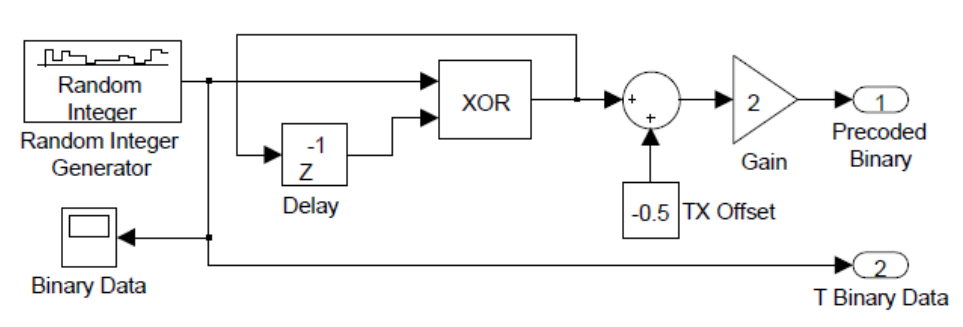 Random
Integer
Random Integer
Generator
XOR
+
+
2
1
Precoded
Binary
Gain
-1
Z
Delay
-0.5
TX Offset
Binary Data
2
T Binary Data